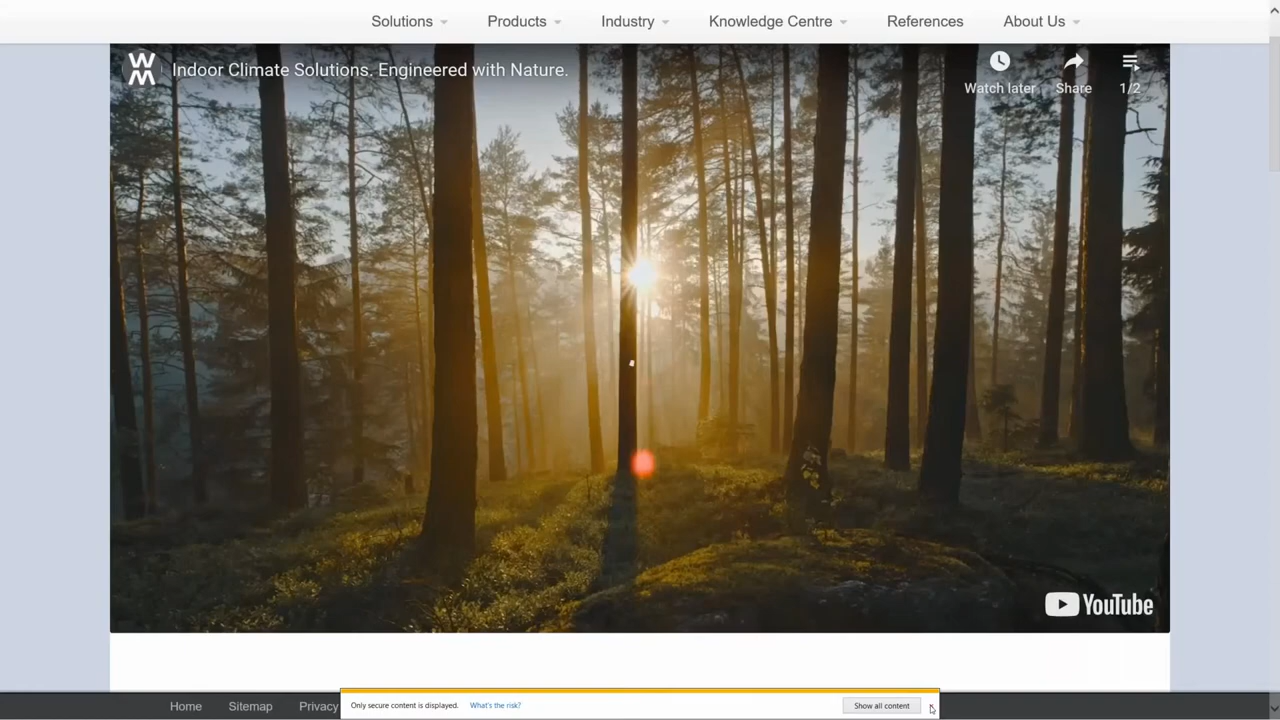 Solutions Products Industry Knowledge Centre References About Us
WM Indoor Climate Solutions. Engineered with Nature.
Watch later Share 1/2
YouTube
Home Sitemap Privacy
Only secure content is displayed. What's the risk? Show all content